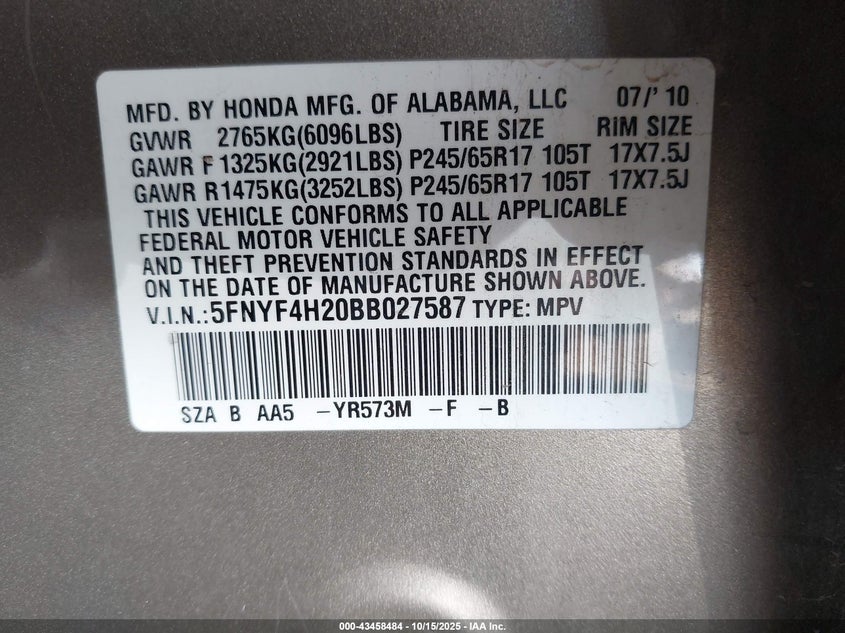 MFD. BY HONDA MFG. OF ALABAMA, LLC 07/' 10
GVWR 2765KG(6096LBS) TIRE SIZE RIM SIZE
GAWR F1325KG(2921LBS) P245/65R17 105T 17X7.5J
GAWR R1475KG(3252LBS) P245/65R17 105T 17X7.5J
THIS VEHICLE CONFORMS TO ALL APPLICABLE
FEDERAL MOTOR VEHICLE SAFETY
AND THEFT PREVENTION STANDARDS IN EFFECT
ON THE DATE OF MANUFACTURE SHOWN ABOVE.
V.I.N.:5FNYF4H20BB027587 TYPE: MPV
SZA B AA5 -YR573M -F -B
000-43458484 - 10/15/2025 - IAA Inc.